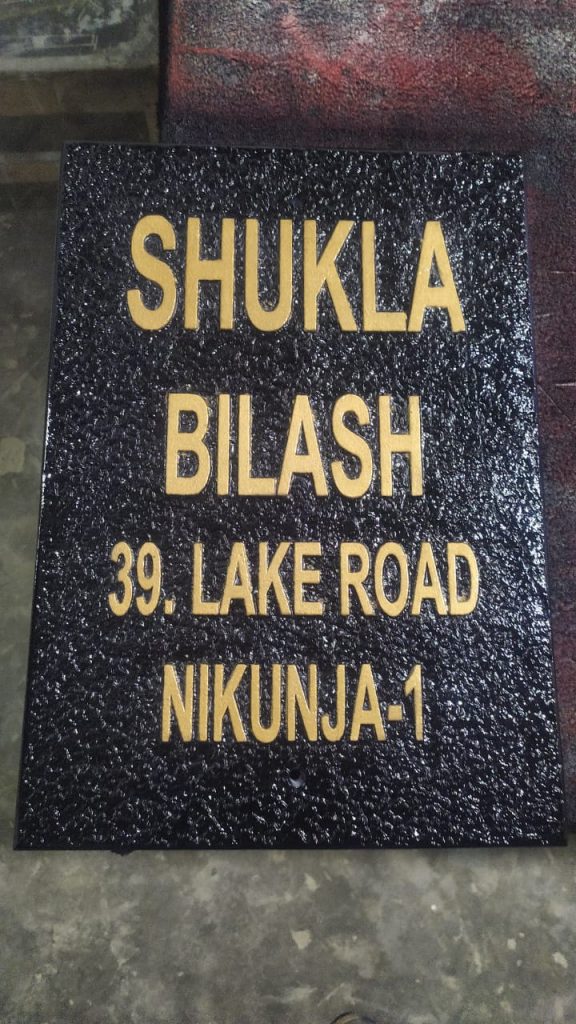 SHUKLA
BILASH
39. LAKE ROAD
NIKUNJA-1